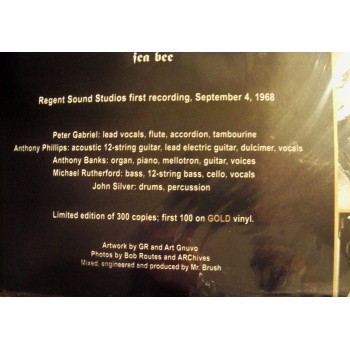 sea bee
Regent Sound Studios first recording, September 4, 1968
Peter Gabriel: lead vocals, flute, accordion, tambourine
Anthony Phillips: acoustic 12-string guitar, lead electric guitar, dulcimer, vocals
Anthony Banks: organ, piano, mellotron, guitar, voices
Michael Rutherford: bass, 12-string bass, cello, vocals
John Silver: drums, percussion
Limited edition of 300 copies: first 100 on GOLD vinyl.
Artwork by GR and Art Gnuvo
Photos by Bob Routes and ARChives
Mixed, engineered and produced by Mr. Brush